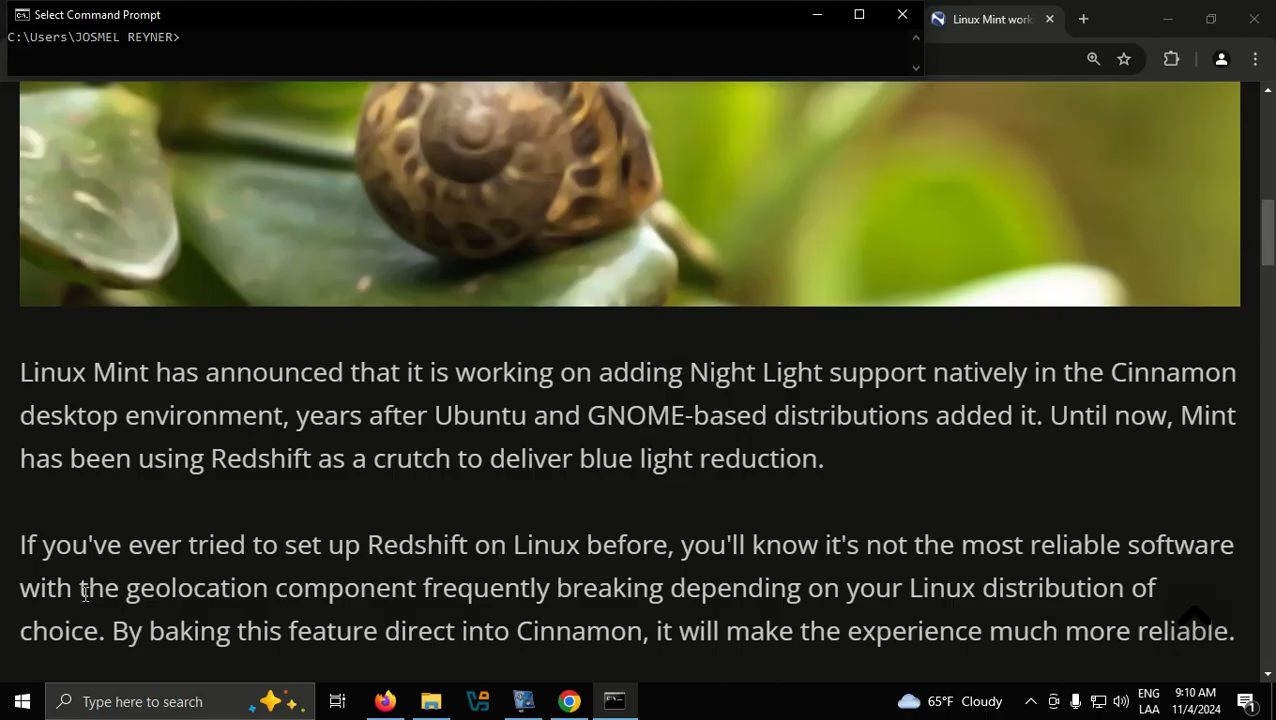 Select Command Prompt
Linux Mint work
C:\Users\JOSMEL REYNER>
Linux Mint has announced that it is working on adding Night Light support natively in the Cinnamon
desktop environment, years after Ubuntu and GNOME-based distributions added it. Until now, Mint
has been using Redshift as a crutch to deliver blue light reduction.
If you've ever tried to set up Redshift on Linux before, you'll know it's not the most reliable software
with the geolocation component frequently breaking depending on your Linux distribution of
choice. By baking this feature direct into Cinnamon, it will make the experience much more reliable.
Type here to search
65°F Cloudy
ENG
LAA
9:10 AM
11/4/2024
1